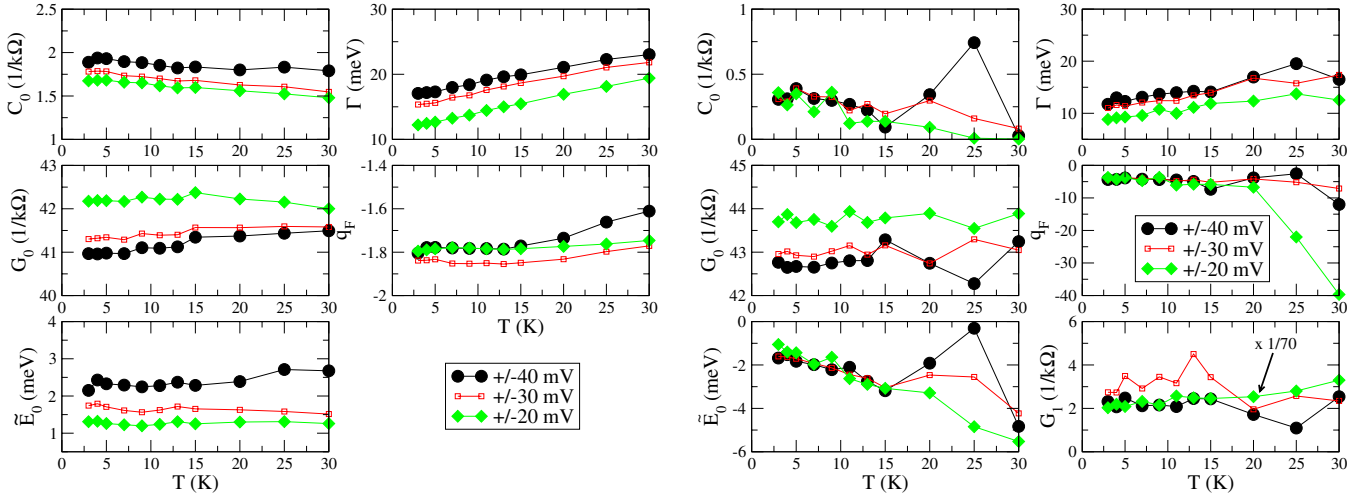 2.5
2
1.5
1
C₀ (1/kΩ)
0 5 10 15 20 25 30
30
20
10
Γ (meV)
0 5 10 15 20 25 30
43
42
41
40
G₀ (1/kΩ)
0 5 10 15 20 25 30
-1.4
-1.6
-1.8
-2
q_F
0 5 10 15 20 25 30
T (K)
4
3
2
1
Ẽ₀ (meV)
0 5 10 15 20 25 30
T (K)
+/-40 mV
+/-30 mV
+/-20 mV
1
0.5
0
C₀ (1/kΩ)
0 5 10 15 20 25 30
30
20
10
Γ (meV)
0 5 10 15 20 25 30
45
44
43
42
G₀ (1/kΩ)
0 5 10 15 20 25 30
0
-10
-20
-30
-40
q_F
+/-40 mV
+/-30 mV
+/-20 mV
0 5 10 15 20 25 30
0
-2
-4
-6
Ẽ₀ (meV)
0 5 10 15 20 25 30
T (K)
6
4
2
0
G₁ (1/kΩ)
x 1/70
0 5 10 15 20 25 30
T (K)